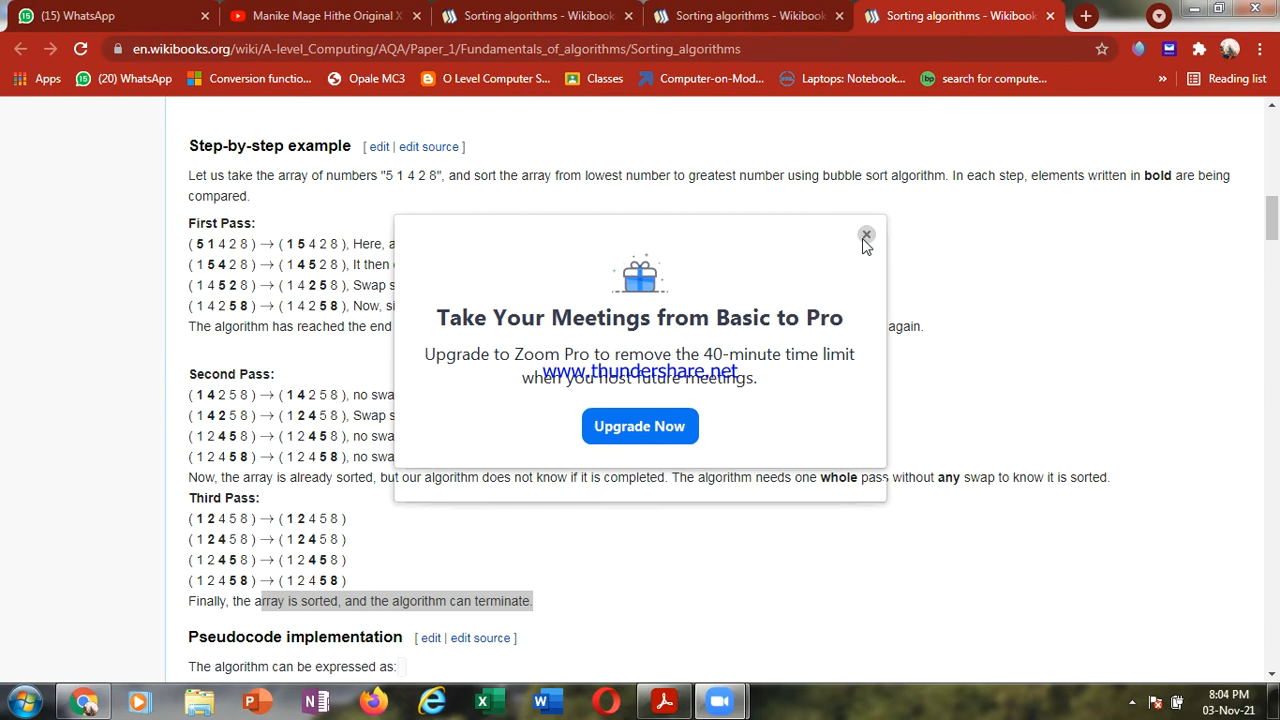 (15) WhatsApp
Manike Mage Hithe Original X
Sorting algorithms - Wikibook
Sorting algorithms - Wikibook
Sorting algorithms - Wikibook
en.wikibooks.org/wiki/A-level_Computing/AQA/Paper_1/Fundamentals_of_algorithms/Sorting_algorithms
Apps
(20) WhatsApp
Conversion functio...
Opale MC3
O Level Computer S...
Classes
Computer-on-Mod...
Laptops: Notebook...
bp search for compute...
»
Reading list
Step-by-step example [ edit | edit source ]
Let us take the array of numbers "5 1 4 2 8", and sort the array from lowest number to greatest number using bubble sort algorithm. In each step, elements written in bold are being
compared.
First Pass:
( 5 1 4 2 8 ) → ( 1 5 4 2 8 ), Here, a
( 1 5 4 2 8 ) → ( 1 4 5 2 8 ), It then
( 1 4 5 2 8 ) → ( 1 4 2 5 8 ), Swap s
( 1 4 2 5 8 ) → ( 1 4 2 5 8 ), Now, si
The algorithm has reached the end again.
Take Your Meetings from Basic to Pro
Upgrade to Zoom Pro to remove the 40-minute time limit
when you host future meetings.
www.thundershare.net
Upgrade Now
Second Pass:
( 1 4 2 5 8 ) → ( 1 4 2 5 8 ), no swa
( 1 4 2 5 8 ) → ( 1 2 4 5 8 ), Swap s
( 1 2 4 5 8 ) → ( 1 2 4 5 8 ), no swa
( 1 2 4 5 8 ) → ( 1 2 4 5 8 ), no swa
Now, the array is already sorted, but our algorithm does not know if it is completed. The algorithm needs one whole pass without any swap to know it is sorted.
Third Pass:
( 1 2 4 5 8 ) → ( 1 2 4 5 8 )
( 1 2 4 5 8 ) → ( 1 2 4 5 8 )
( 1 2 4 5 8 ) → ( 1 2 4 5 8 )
( 1 2 4 5 8 ) → ( 1 2 4 5 8 )
Finally, the array is sorted, and the algorithm can terminate.
Pseudocode implementation [ edit | edit source ]
The algorithm can be expressed as:
8:04 PM
03-Nov-21